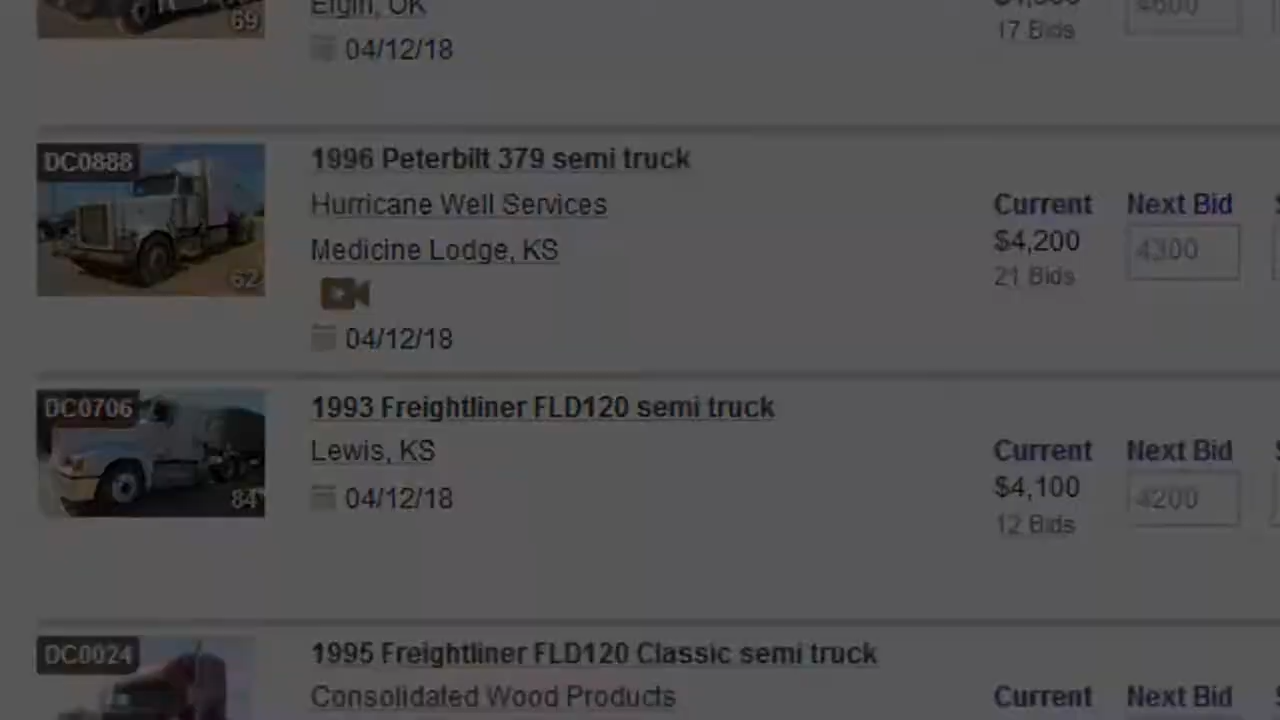 Elgin, OK
69
17 Bids
4600
04/12/18
DC0888
1996 Peterbilt 379 semi truck
Hurricane Well Services
Current
Next Bid
Medicine Lodge, KS
$4,200
4300
62
21 Bids
04/12/18
DC0706
1993 Freightliner FLD120 semi truck
Lewis, KS
Current
Next Bid
$4,100
4200
84
04/12/18
12 Bids
DC0024
1995 Freightliner FLD120 Classic semi truck
Consolidated Wood Products
Current
Next Bid